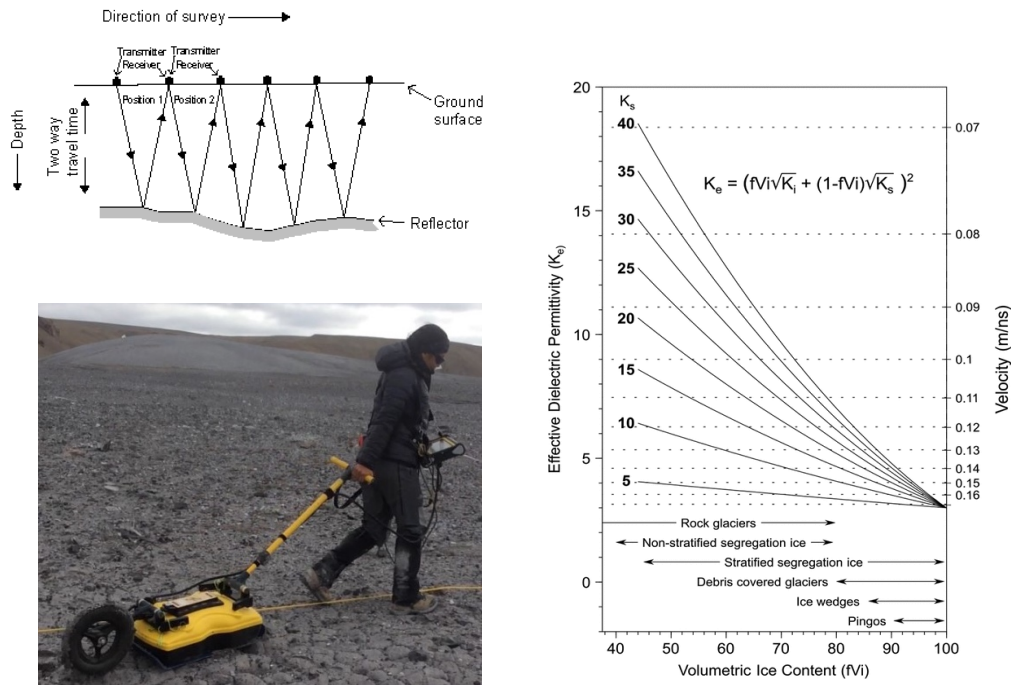 Direction of survey
Transmitter Transmitter
Receiver Receiver
Position 1 Position 2
Ground
surface
Depth
Two way
travel time
Reflector
20
15
10
5
0
Effective Dielectric Permittivity (Ke)
Ks
40
35
30
25
20
15
10
5
Ke = (fVi√Ki + (1-fVi)√Ks )²
0.07
0.08
0.09
0.1
0.11
0.12
0.13
0.14
0.15
0.16
Velocity (m/ns)
Rock glaciers
Non-stratified segregation ice
Stratified segregation ice
Debris covered glaciers
Ice wedges
Pingos
40 50 60 70 80 90 100
Volumetric Ice Content (fVi)